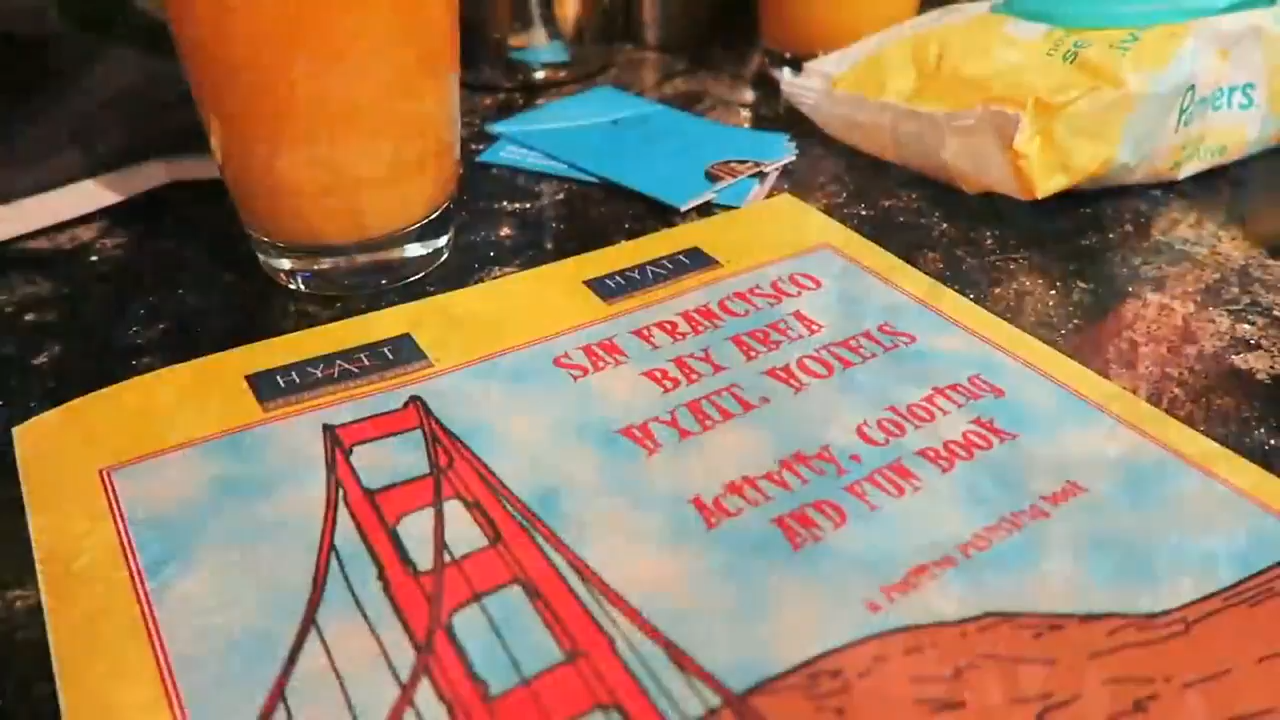 Pampers
HYATT
HYATT
SAN FRANCISCO
BAY AREA
HYATT HOTELS
Activity, Coloring
AND FUN BOOK